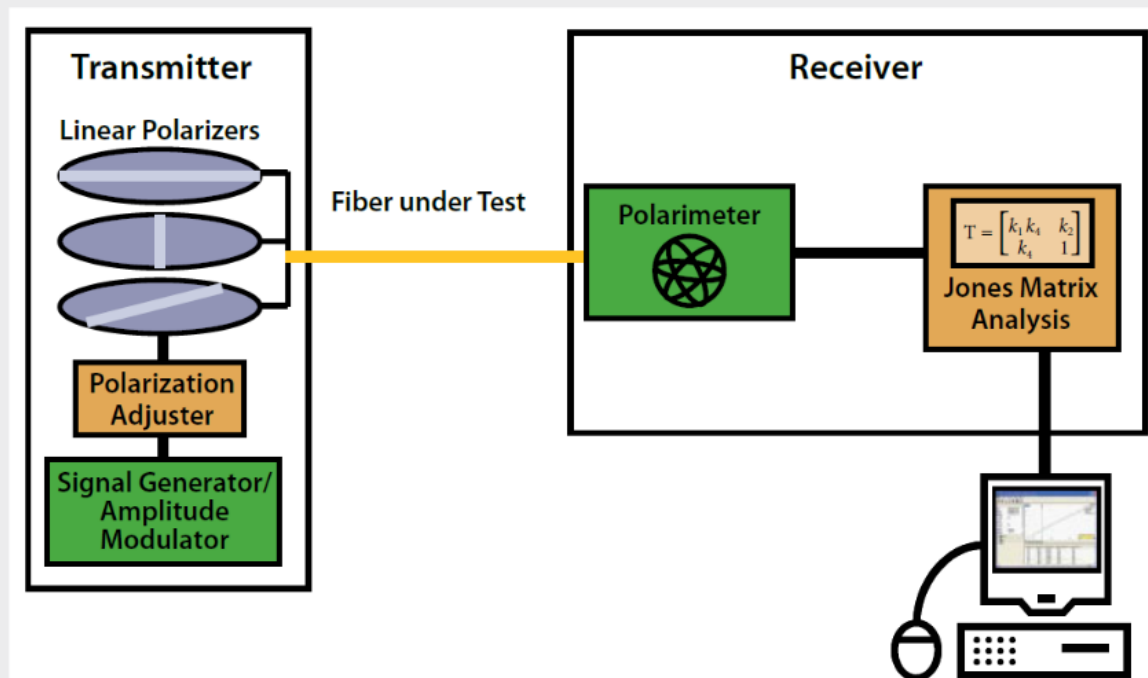 Transmitter
Linear Polarizers
Polarization
Adjuster
Signal Generator/
Amplitude
Modulator
Fiber under Test
Receiver
Polarimeter
T = [k₁k₄ k₂
k₄ 1]
Jones Matrix
Analysis